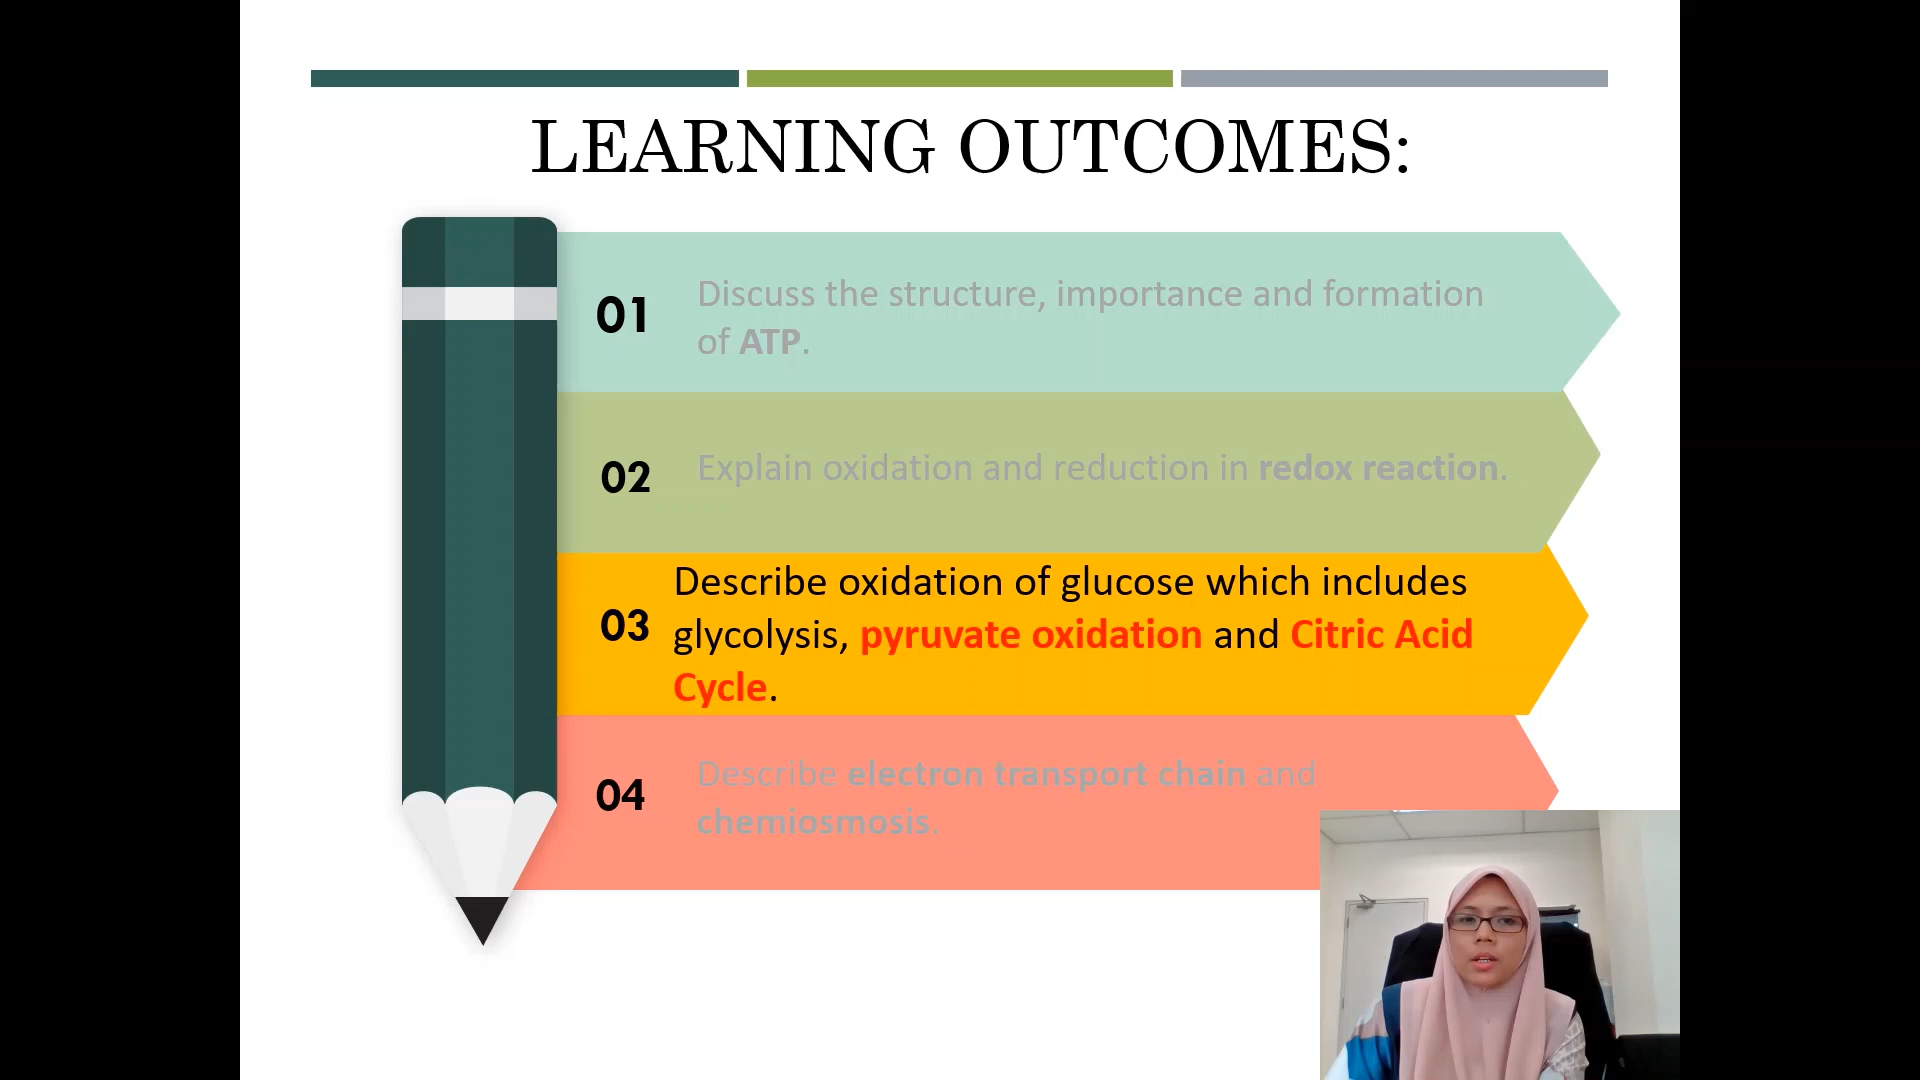 LEARNING OUTCOMES:
01
Discuss the structure, importance and formation
of ATP.
02
Explain oxidation and reduction in redox reaction.
03
Describe oxidation of glucose which includes
glycolysis, pyruvate oxidation and Citric Acid
Cycle.
04
Describe electron transport chain and
chemiosmosis.